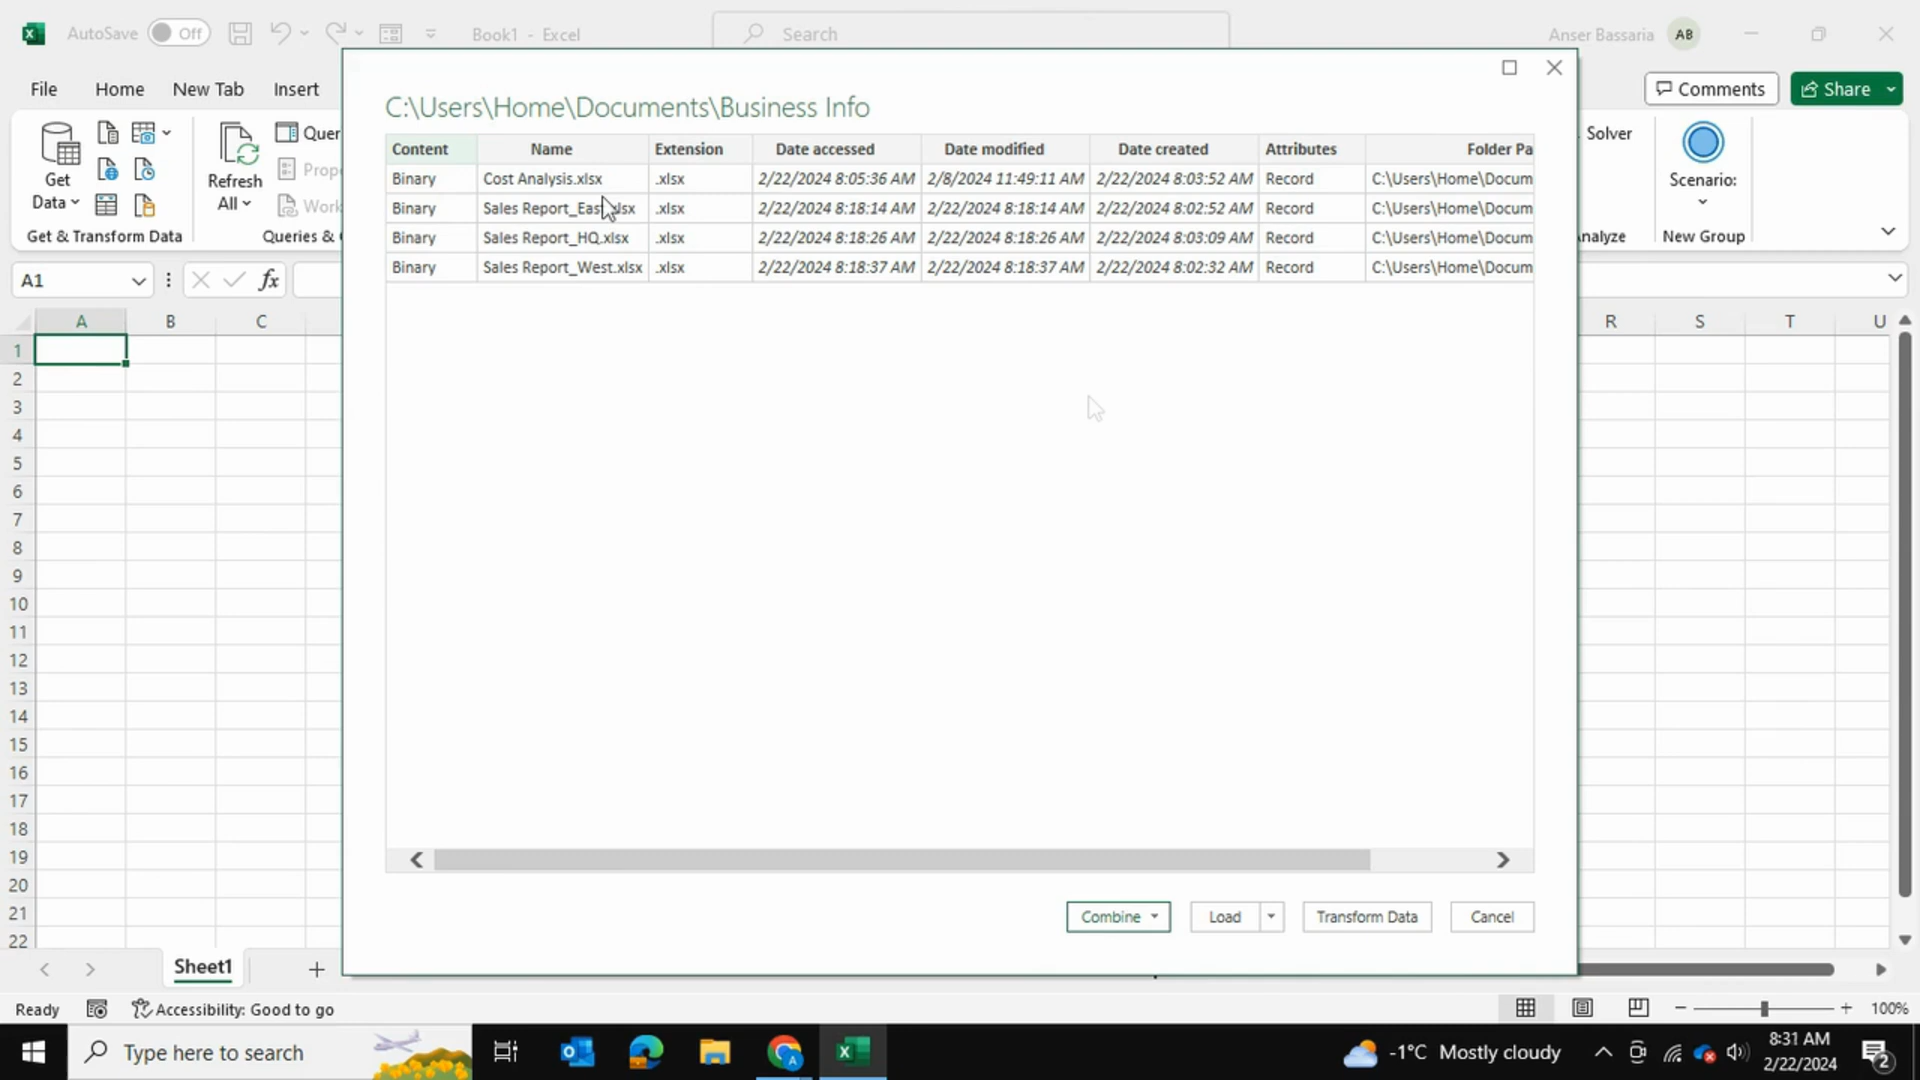 AutoSave Off Book1 - Excel Search Anser Bassaria AB
File Home New Tab Insert Comments Share
Get Data Refresh All Quer Prope Work Solver Scenario:
Get & Transform Data Queries & nalyze New Group
A1 fx
A B C R S T U
C:\Users\Home\Documents\Business Info
Content Name Extension Date accessed Date modified Date created Attributes Folder Pa
Binary Cost Analysis.xlsx .xlsx 2/22/2024 8:05:36 AM 2/8/2024 11:49:11 AM 2/22/2024 8:03:52 AM Record C:\Users\Home\Docum
Binary Sales Report_East.xlsx .xlsx 2/22/2024 8:18:14 AM 2/22/2024 8:18:14 AM 2/22/2024 8:02:52 AM Record C:\Users\Home\Docum
Binary Sales Report_HQ.xlsx .xlsx 2/22/2024 8:18:26 AM 2/22/2024 8:18:26 AM 2/22/2024 8:03:09 AM Record C:\Users\Home\Docum
Binary Sales Report_West.xlsx .xlsx 2/22/2024 8:18:37 AM 2/22/2024 8:18:37 AM 2/22/2024 8:02:32 AM Record C:\Users\Home\Docum
1
2
3
4
5
6
7
8
9
10
11
12
13
14
15
16
17
18
19
20
21
22
Combine Load Transform Data Cancel
Sheet1
Ready Accessibility: Good to go 100%
Type here to search -1°C Mostly cloudy 8:31 AM
2/22/2024 2